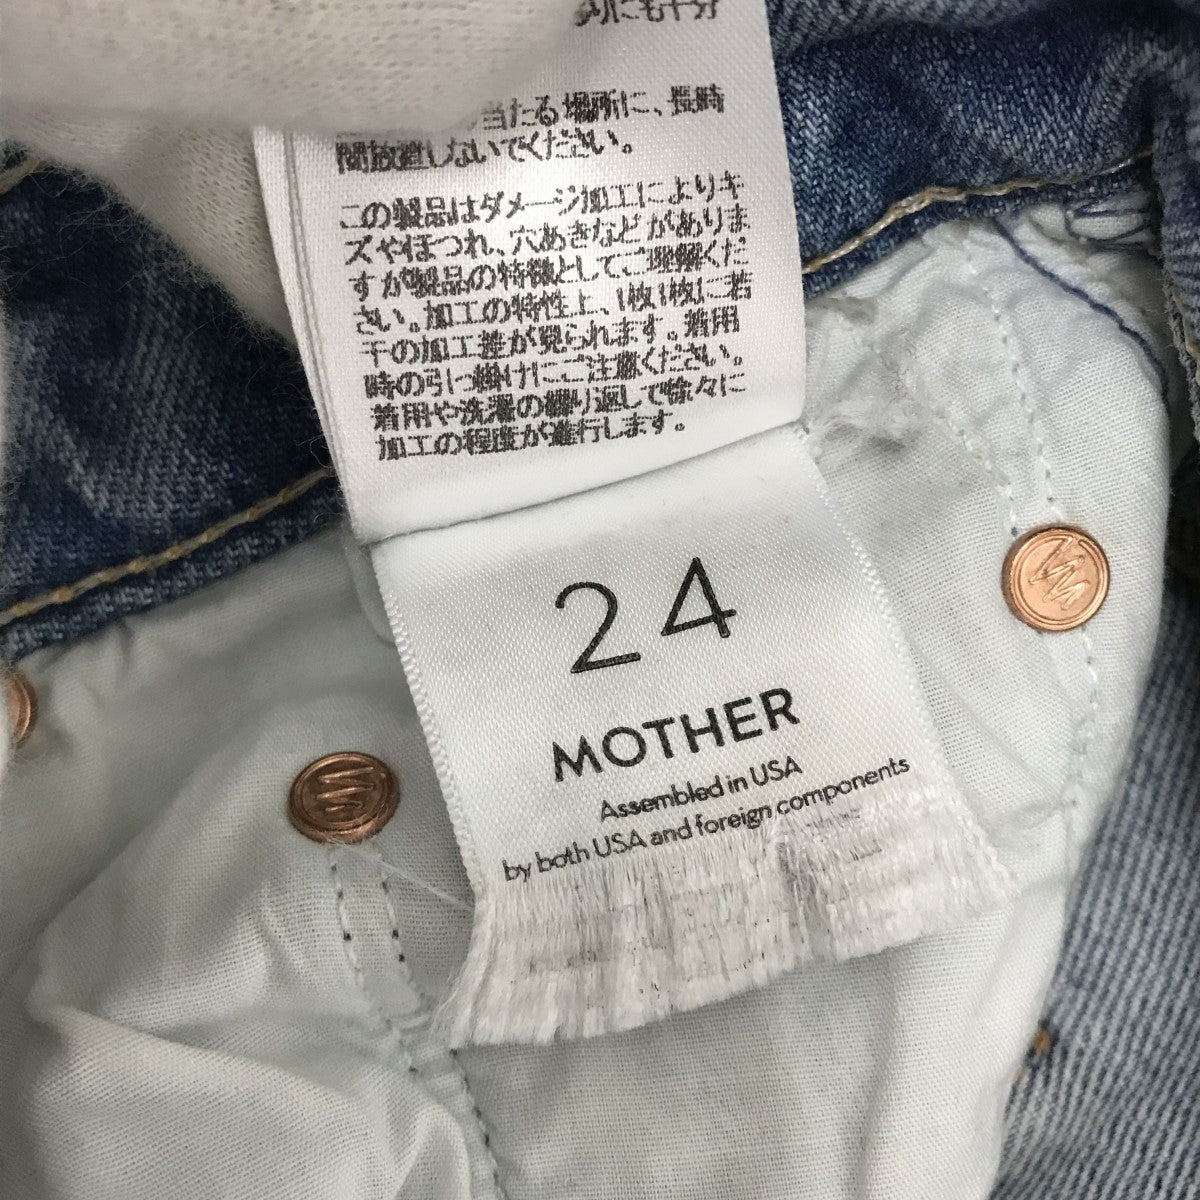 にも十分
当たる場所に、長時
間放置しないでください。
この製品はダメージ加工によりキ
ズやほつれ、穴あきなどがありま
すが製品の特徴としてご理解くだ
さい。加工の特性上、1枚1枚に若
干の加工差が見られます。着用
時の引っ掛けにご注意ください。
着用や洗濯の繰り返しで徐々に
加工の程度が進行します。
24
MOTHER
Assembled in USA
by both USA and foreign components